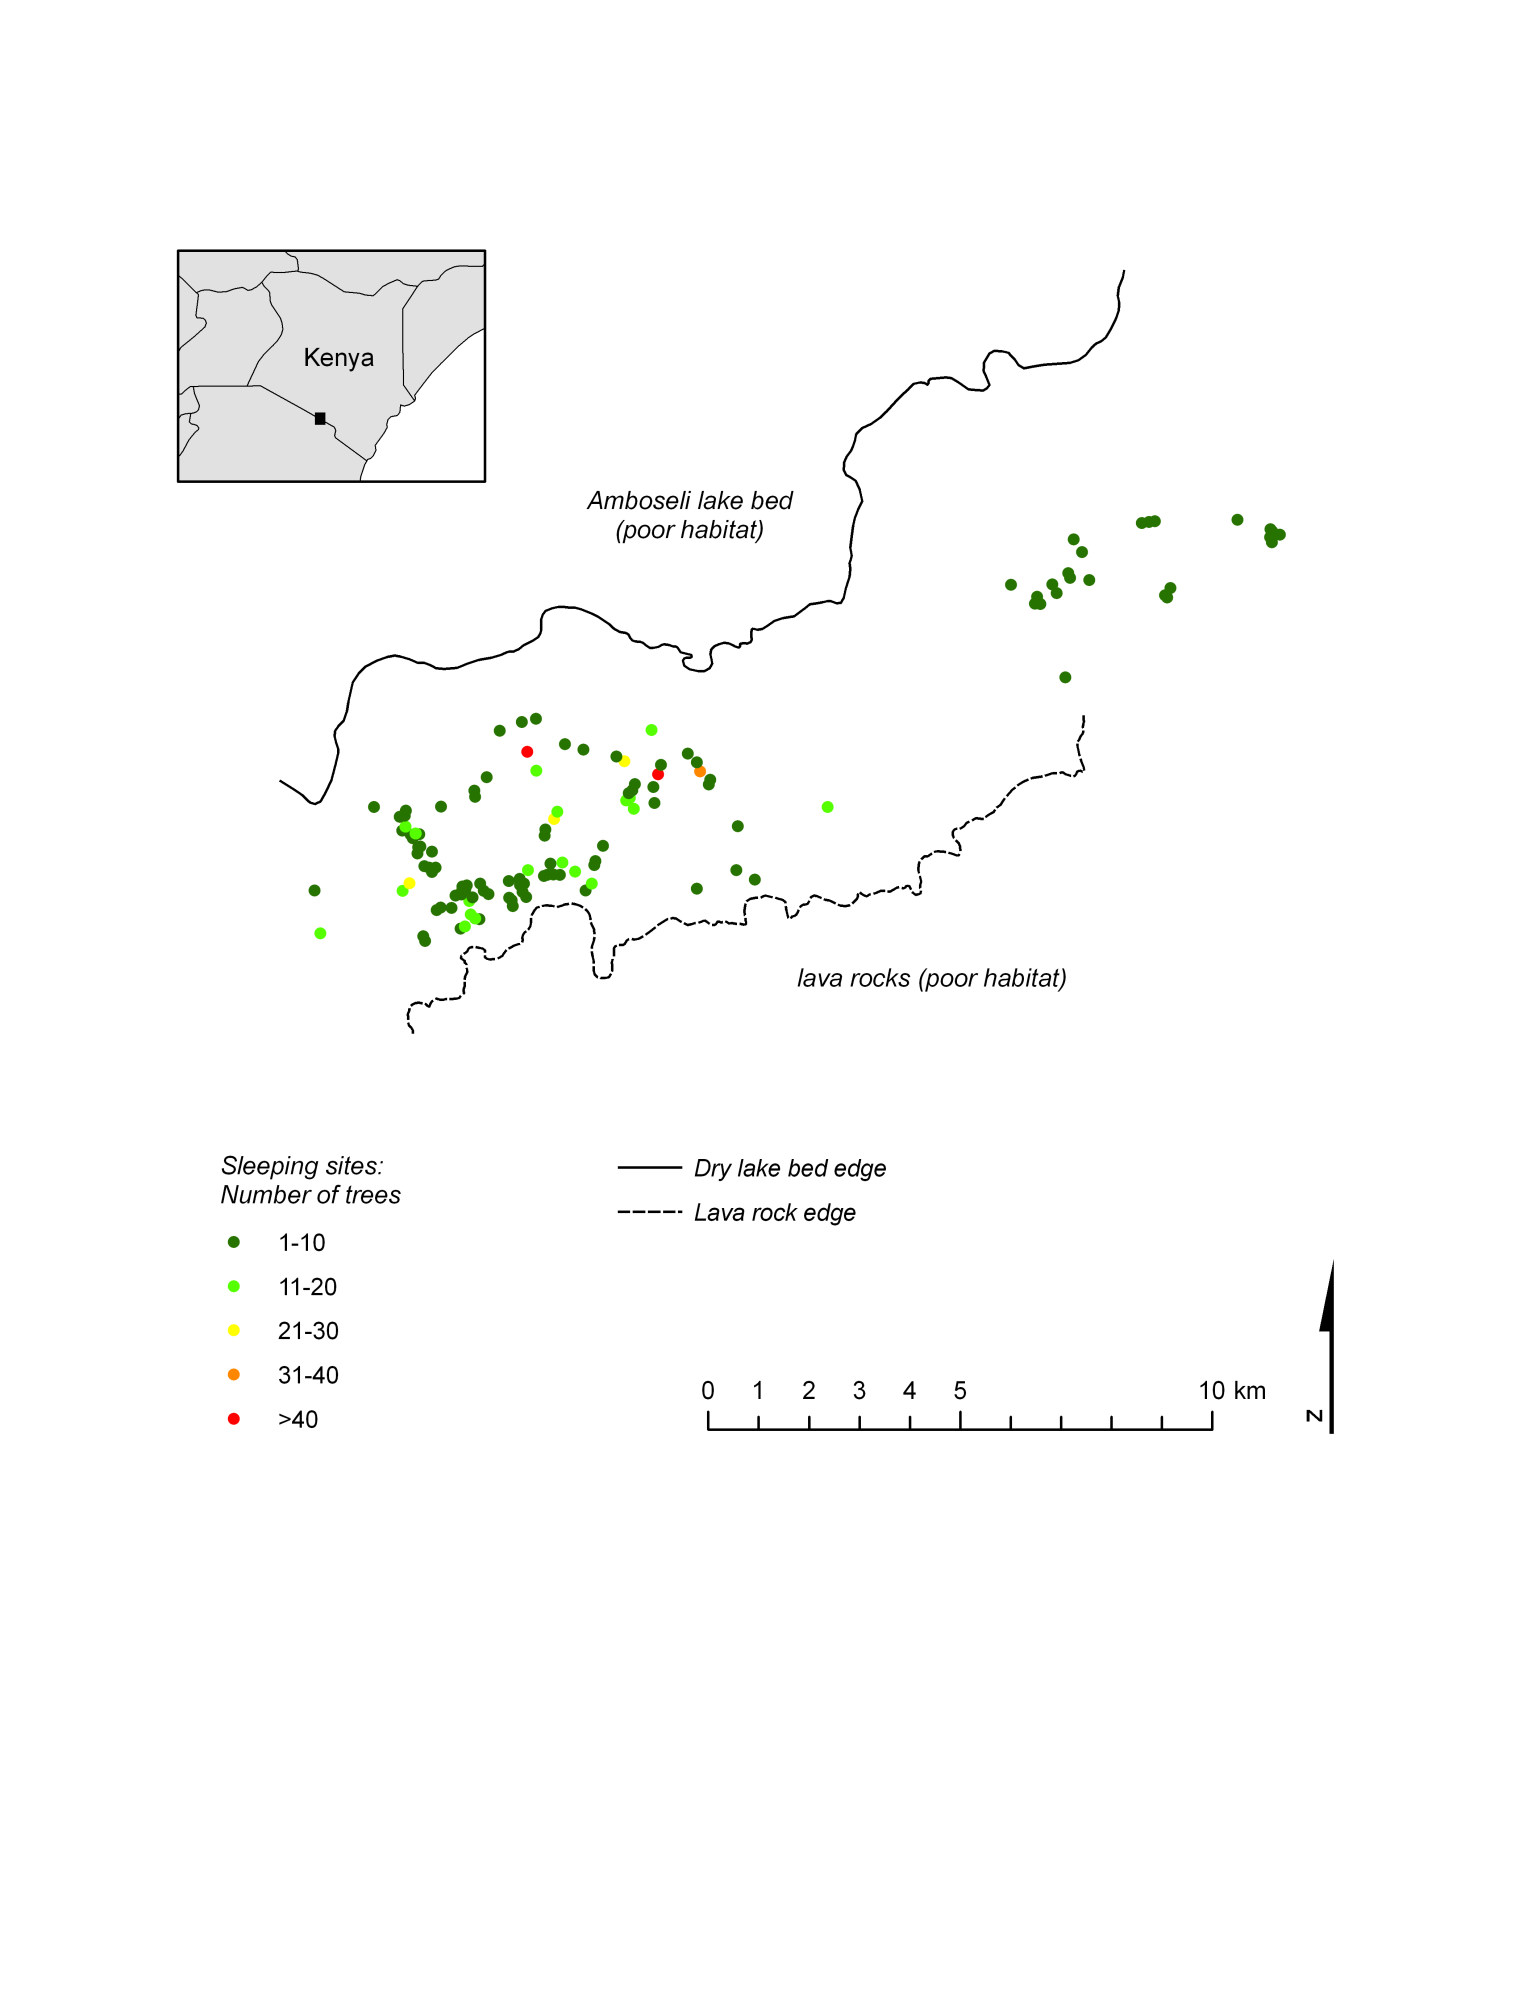 Kenya
Amboseli lake bed
(poor habitat)
lava rocks (poor habitat)
Sleeping sites:
Number of trees
1-10
11-20
21-30
31-40
>40
Dry lake bed edge
Lava rock edge
0 1 2 3 4 5 10 km
N